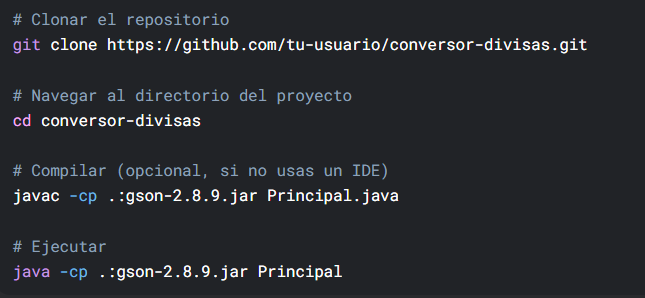 # Clonar el repositorio
git clone https://github.com/tu-usuario/conversor-divisas.git
# Navegar al directorio del proyecto
cd conversor-divisas
# Compilar (opcional, si no usas un IDE)
javac -cp .:gson-2.8.9.jar Principal.java
# Ejecutar
java -cp .:gson-2.8.9.jar Principal